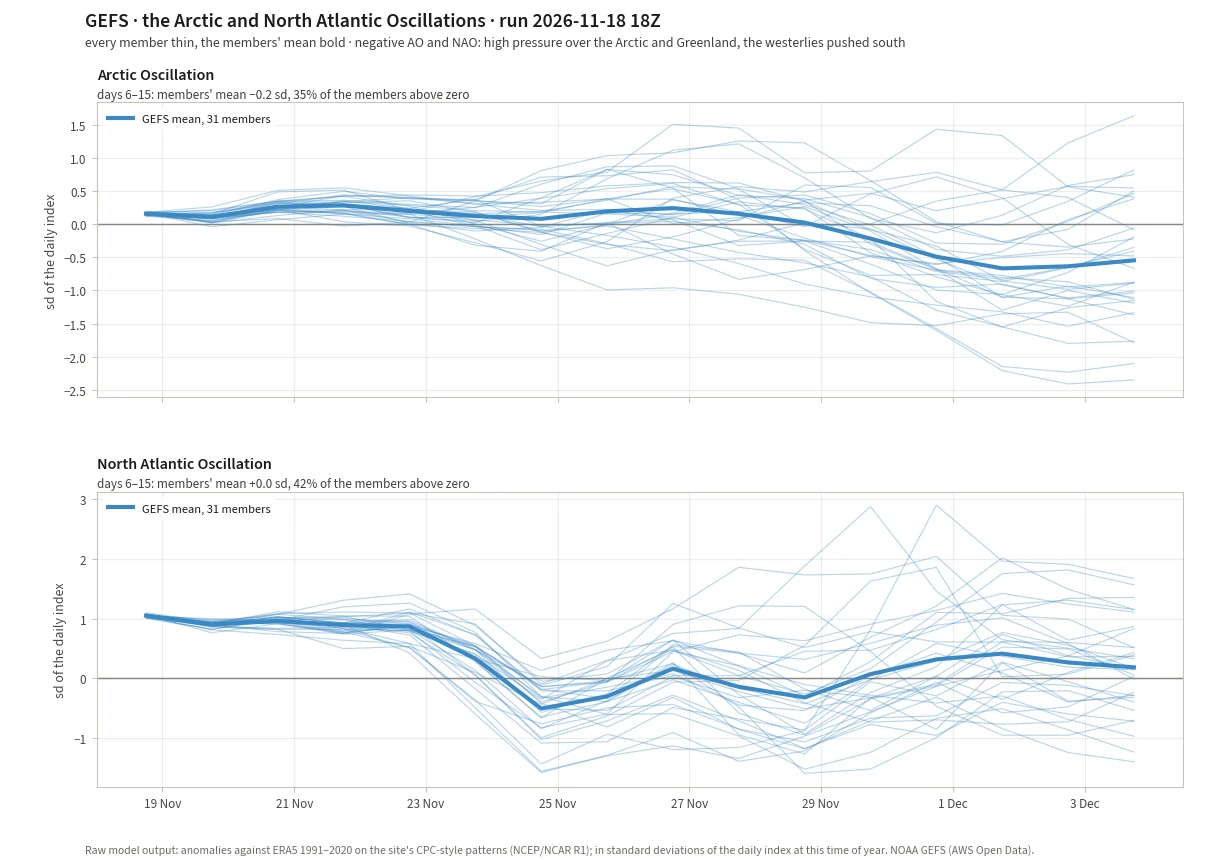 GEFS · the Arctic and North Atlantic Oscillations · run 2026-11-18 18Z
every member thin, the members' mean bold · negative AO and NAO: high pressure over the Arctic and Greenland, the westerlies pushed south
Arctic Oscillation
days 6–15: members' mean −0.2 sd, 35% of the members above zero
GEFS mean, 31 members
sd of the daily index
1.5
1.0
0.5
0.0
−0.5
−1.0
−1.5
−2.0
−2.5
North Atlantic Oscillation
days 6–15: members' mean +0.0 sd, 42% of the members above zero
GEFS mean, 31 members
sd of the daily index
3
2
1
0
−1
19 Nov 21 Nov 23 Nov 25 Nov 27 Nov 29 Nov 1 Dec 3 Dec
Raw model output: anomalies against ERA5 1991–2020 on the site's CPC-style patterns (NCEP/NCAR R1); in standard deviations of the daily index at this time of year. NOAA GEFS (AWS Open Data).